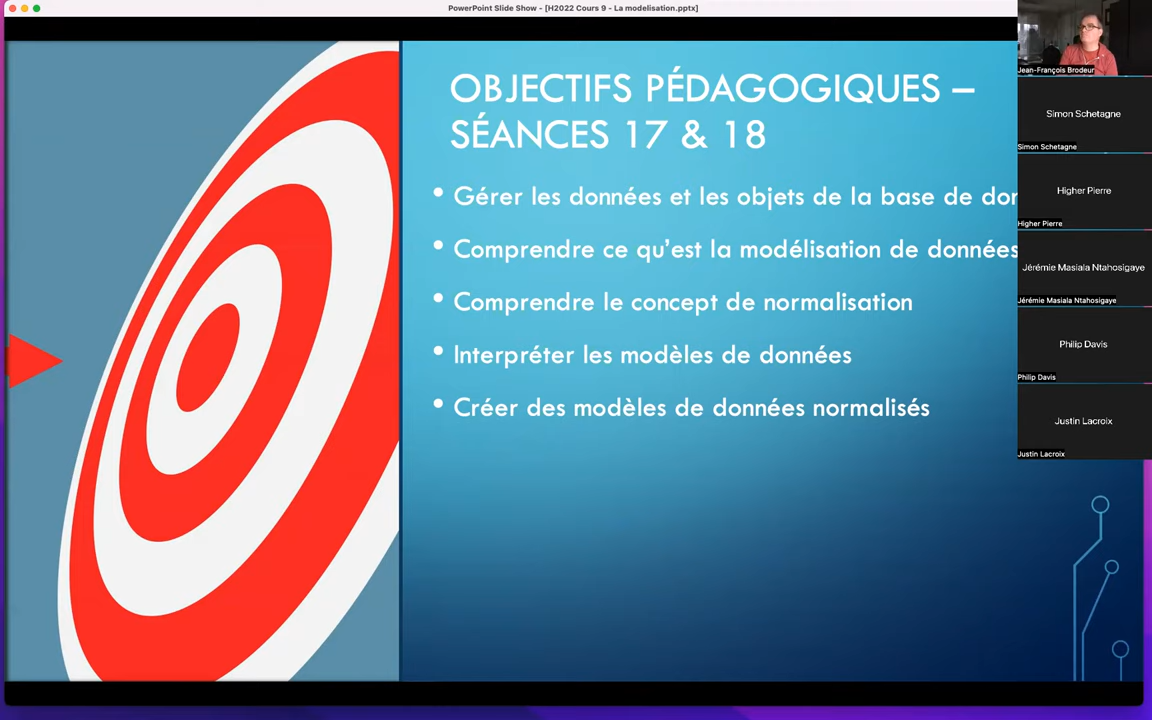 PowerPoint Slide Show - [H2022 Cours 9 - La modelisation.pptx]
OBJECTIFS PÉDAGOGIQUES –
SÉANCES 17 & 18
• Gérer les données et les objets de la base de
• Comprendre ce qu’est la modélisation de données
• Comprendre le concept de normalisation
• Interpréter les modèles de données
• Créer des modèles de données normalisés
Jean-François Brodeur
Simon Schetagne
Simon Schetagne
Higher Pierre
Higher Pierre
Jérémie Masiala Ntahosigaye
Jérémie Masiala Ntahosigaye
Philip Davis
Philip Davis
Justin Lacroix
Justin Lacroix